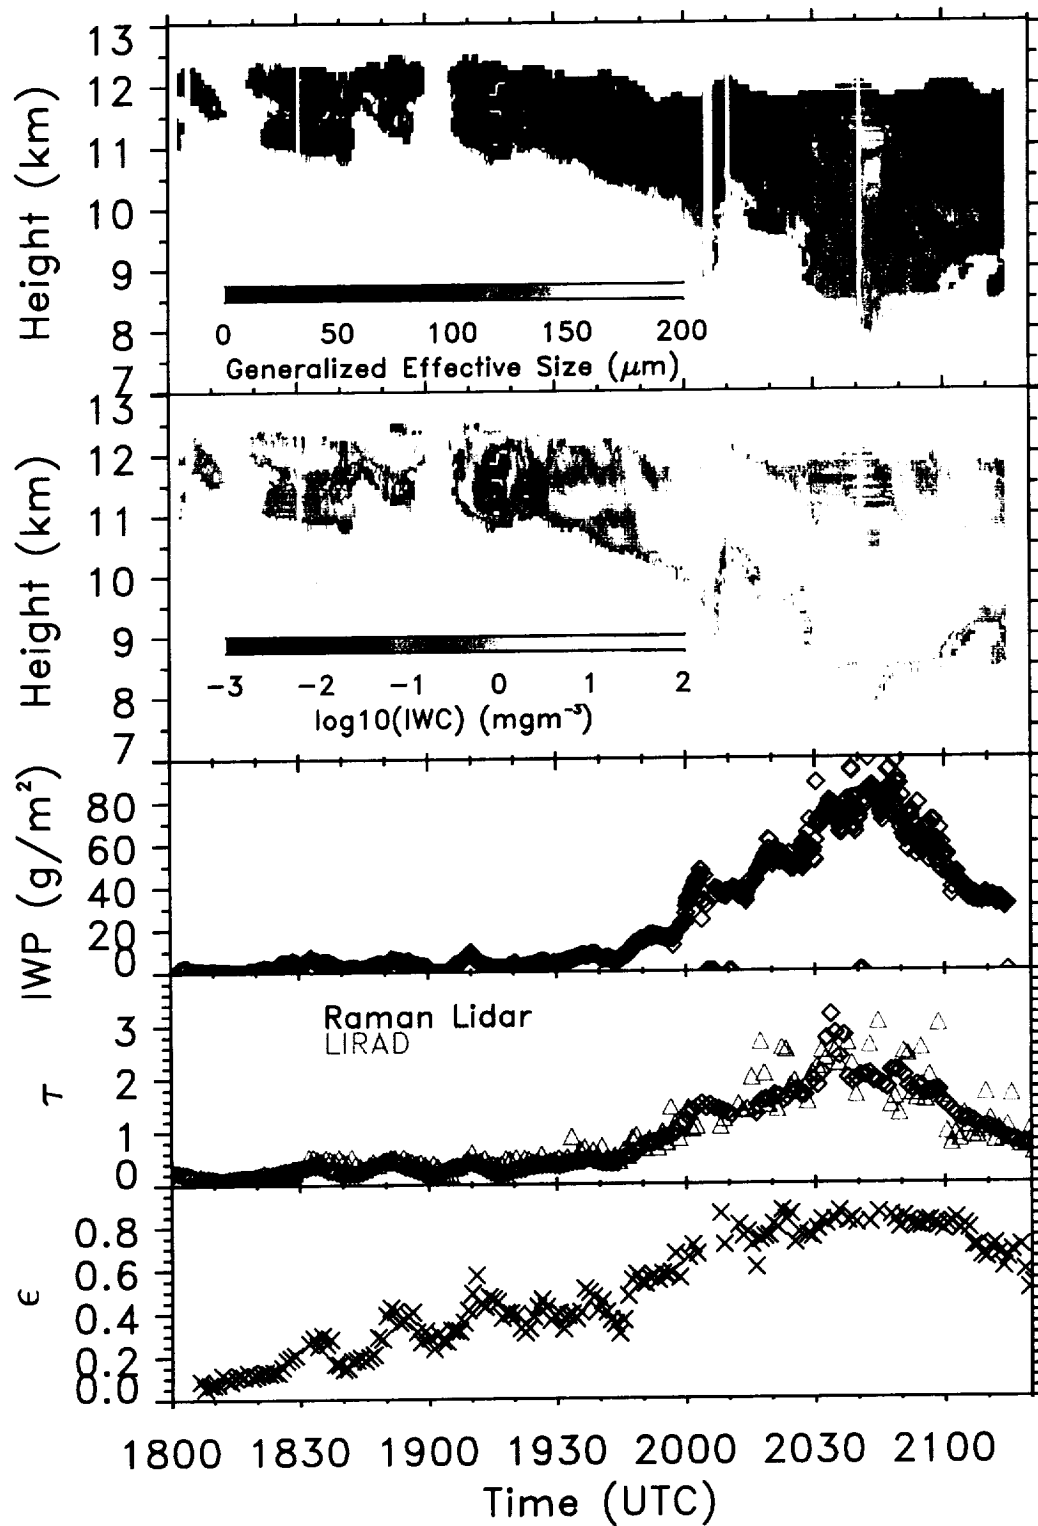 13
12
11
10
9
8
7
Height (km)
0 50 100 150 200
Generalized Effective Size (μm)
13
12
11
10
9
8
7
Height (km)
-3 -2 -1 0 1 2
log10(IWC) (mgm⁻³)
80
60
40
20
0
IWP (g/m²)
Raman Lidar
LIRAD
3
2
1
0
τ
0.8
0.6
0.4
0.2
0.0
ϵ
1800 1830 1900 1930 2000 2030 2100
Time (UTC)